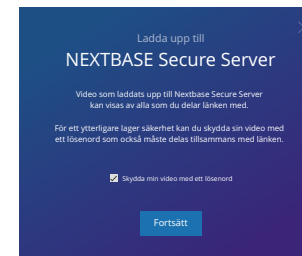 Ladda upp till
NEXTBASE Secure Server
Video som laddats upp till Nextbase Secure Server
kan visas av alla som du delar länken med.
För ett ytterligare lager säkerhet kan du skydda sin video med
ett lösenord som också måste delas tillsammans med länken.
Skydda min video med ett lösenord
Fortsätt